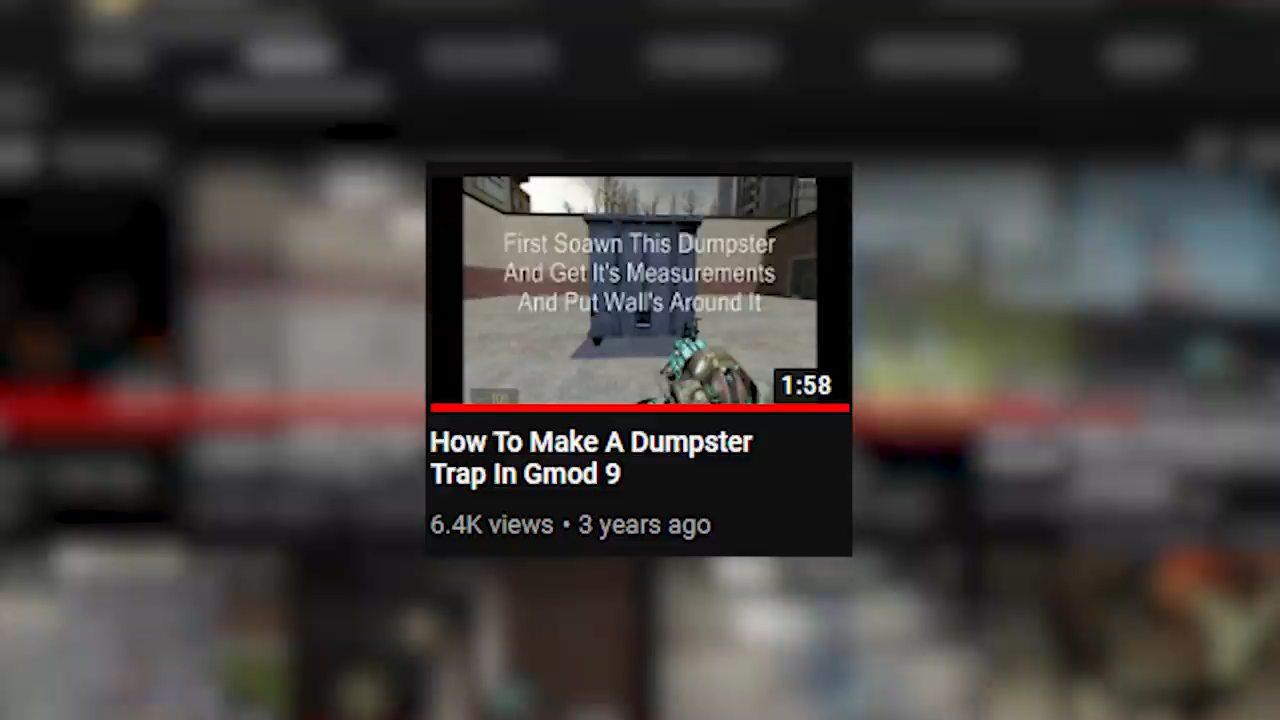 First Soawn This Dumpster
And Get It's Measurements
And Put Wall's Around It
1:58
How To Make A Dumpster
Trap In Gmod 9
6.4K views • 3 years ago